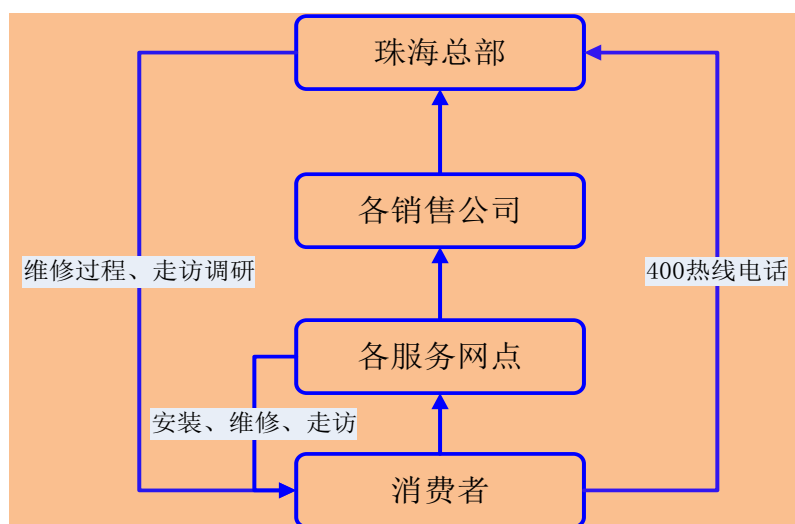 珠海总部
各销售公司
维修过程、走访调研
400热线电话
各服务网点
安装、维修、走访
消费者